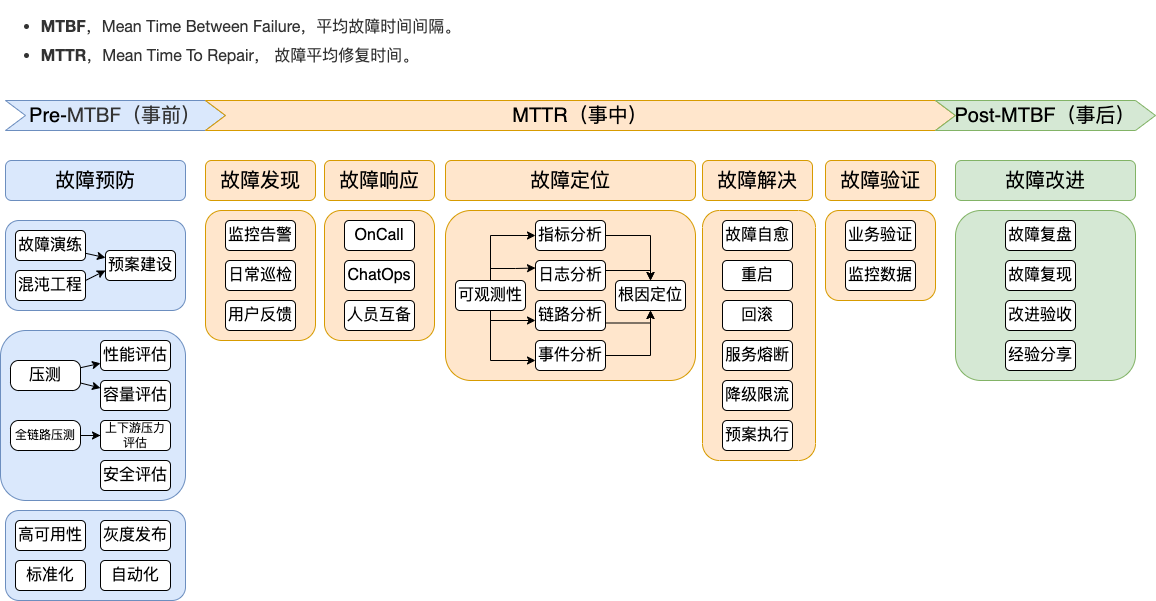 MTBF，Mean Time Between Failure，平均故障时间间隔。
MTTR，Mean Time To Repair， 故障平均修复时间。
Pre-MTBF（事前）
MTTR（事中）
Post-MTBF（事后）
故障预防
故障发现
故障响应
故障定位
故障解决
故障验证
故障改进
故障演练
混沌工程
预案建设
压测
性能评估
容量评估
全链路压测
上下游压力
评估
安全评估
高可用性
灰度发布
标准化
自动化
监控告警
日常巡检
用户反馈
OnCall
ChatOps
人员互备
可观测性
指标分析
日志分析
链路分析
事件分析
根因定位
故障自愈
重启
回滚
服务熔断
降级限流
预案执行
业务验证
监控数据
故障复盘
故障复现
改进验收
经验分享